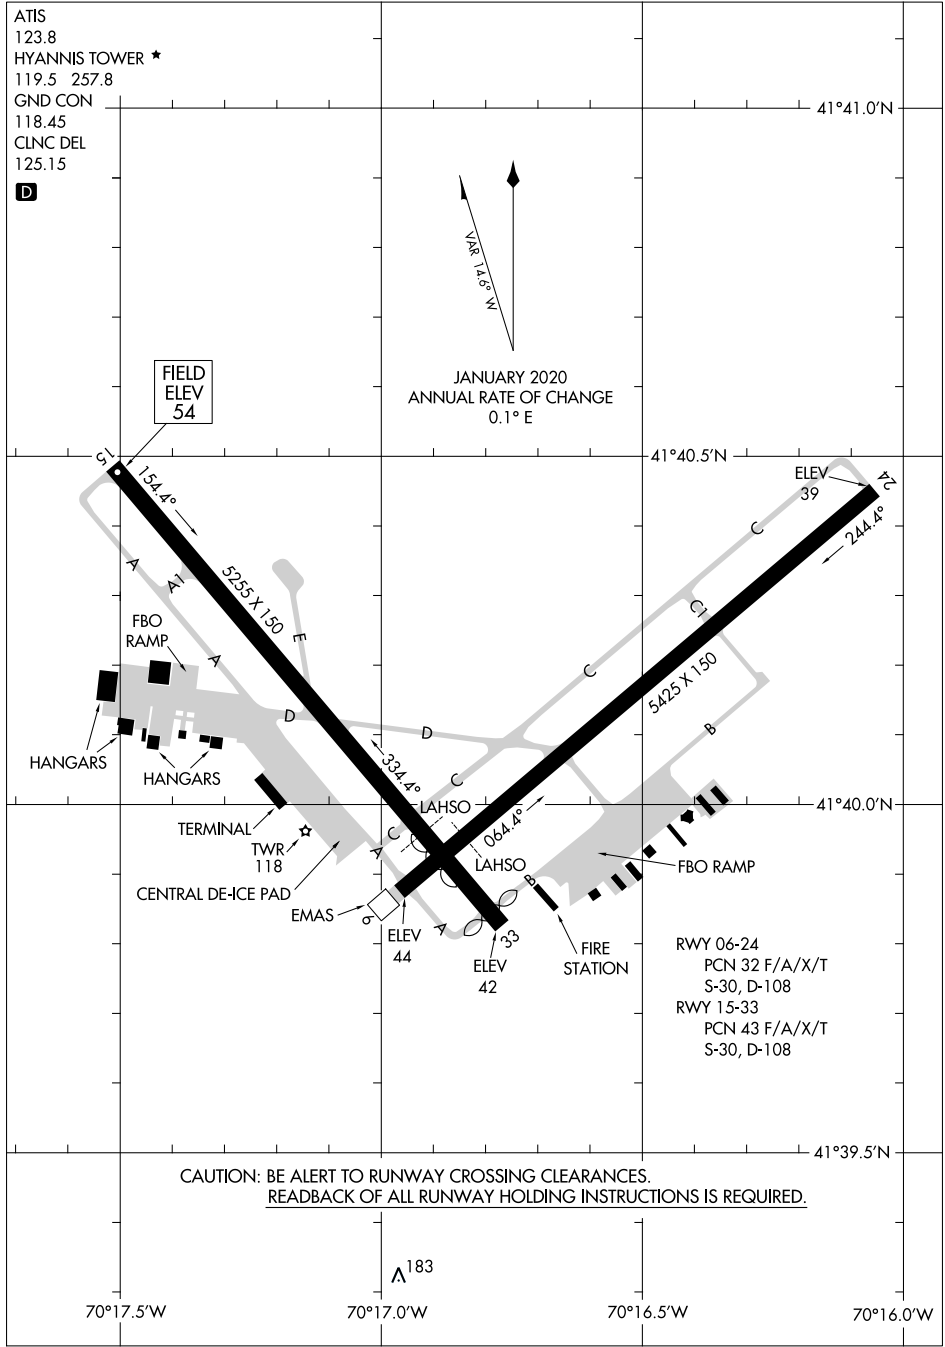 ATIS
123.8
HYANNIS TOWER
119.5 257.8
GND CON
118.45
CLNC DEL
125.15
D
41°41.0'N
VAR 14.6° W
JANUARY 2020
ANNUAL RATE OF CHANGE
0.1° E
FIELD
ELEV
54
15
154.4°
41°40.5'N
ELEV
39
24
244.4°
C
A
A1
5255 X 150
C1
FBO
RAMP
E
A
C
5425 X 150
D
D
B
HANGARS
HANGARS
334.4°
C
LAHSO
41°40.0'N
TERMINAL
C
064.4°
TWR
118
A
LAHSO
FBO RAMP
CENTRAL DE-ICE PAD
B
EMAS
6
ELEV
44
A
33
ELEV
42
FIRE
STATION
RWY 06-24
PCN 32 F/A/X/T
S-30, D-108
RWY 15-33
PCN 43 F/A/X/T
S-30, D-108
41°39.5'N
CAUTION: BE ALERT TO RUNWAY CROSSING CLEARANCES.
READBACK OF ALL RUNWAY HOLDING INSTRUCTIONS IS REQUIRED.
183
70°17.5'W
70°17.0'W
70°16.5'W
70°16.0'W